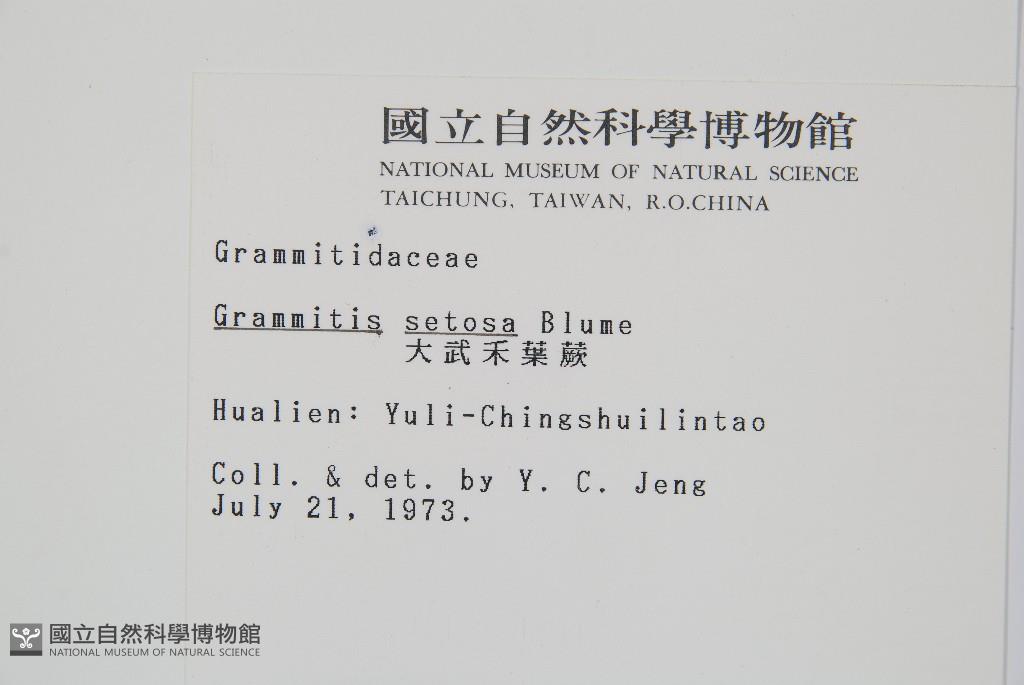 國立自然科學博物館
NATIONAL MUSEUM OF NATURAL SCIENCE
TAICHUNG, TAIWAN, R.O.CHINA
Grammitidaceae
Grammitis setosa Blume
大武禾葉蕨
Hualien: Yuli-Chingshuilintao
Coll. & det. by Y. C. Jeng
July 21, 1973.
國立自然科學博物館
NATIONAL MUSEUM OF NATURAL SCIENCE